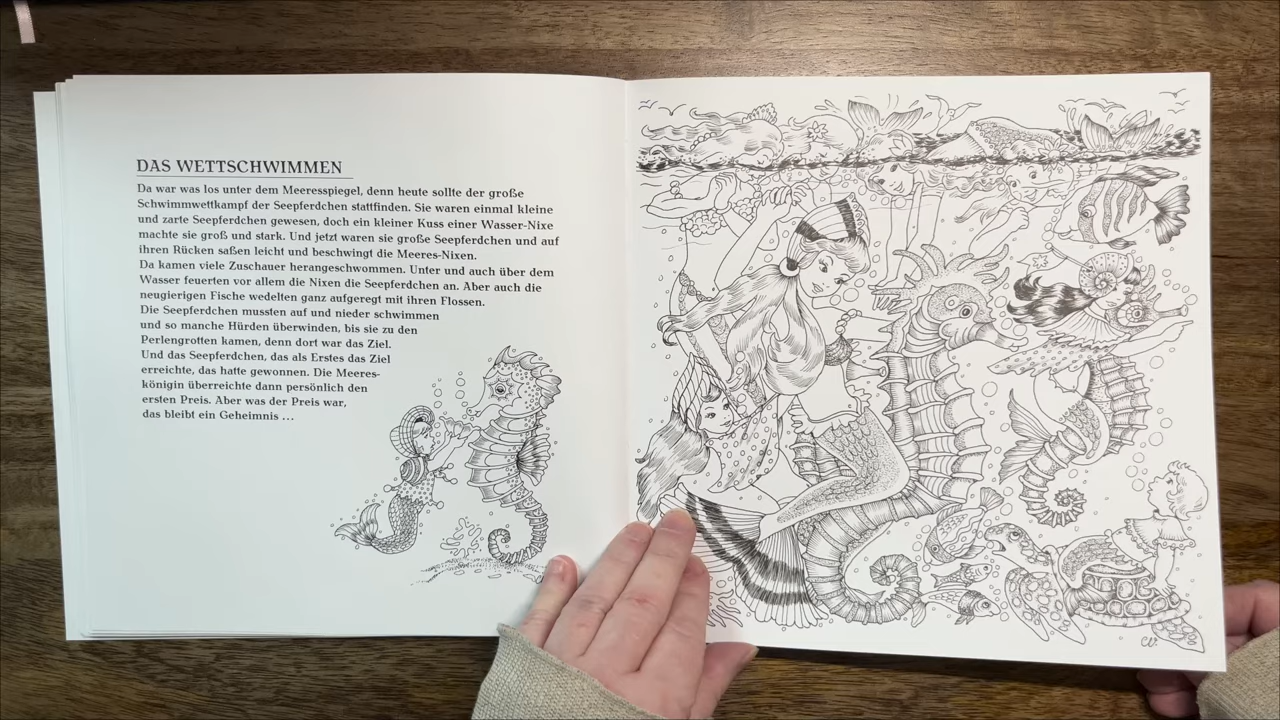 DAS WETTSCHWIMMEN
Da war was los unter dem Meeresspiegel, denn heute sollte der große
Schwimmwettkampf der Seepferdchen stattfinden. Sie waren einmal kleine
und zarte Seepferdchen gewesen, doch ein kleiner Kuss einer Wasser-Nixe
machte sie groß und stark. Und jetzt waren sie große Seepferdchen und auf
ihren Rücken saßen leicht und beschwingt die Meeres-Nixen.
Da kamen viele Zuschauer herangeschwommen. Unter und auch über dem
Wasser feuerten vor allem die Nixen die Seepferdchen an. Aber auch die
neugierigen Fische wedelten ganz aufgeregt mit ihren Flossen.
Die Seepferdchen mussten auf und nieder schwimmen
und so manche Hürden überwinden, bis sie zu den
Perlengrotten kamen, denn dort war das Ziel.
Und das Seepferdchen, das als Erstes das Ziel
erreichte, das hatte gewonnen. Die Meeres-
königin überreichte dann persönlich den
ersten Preis. Aber was der Preis war,
das bleibt ein Geheimnis ...